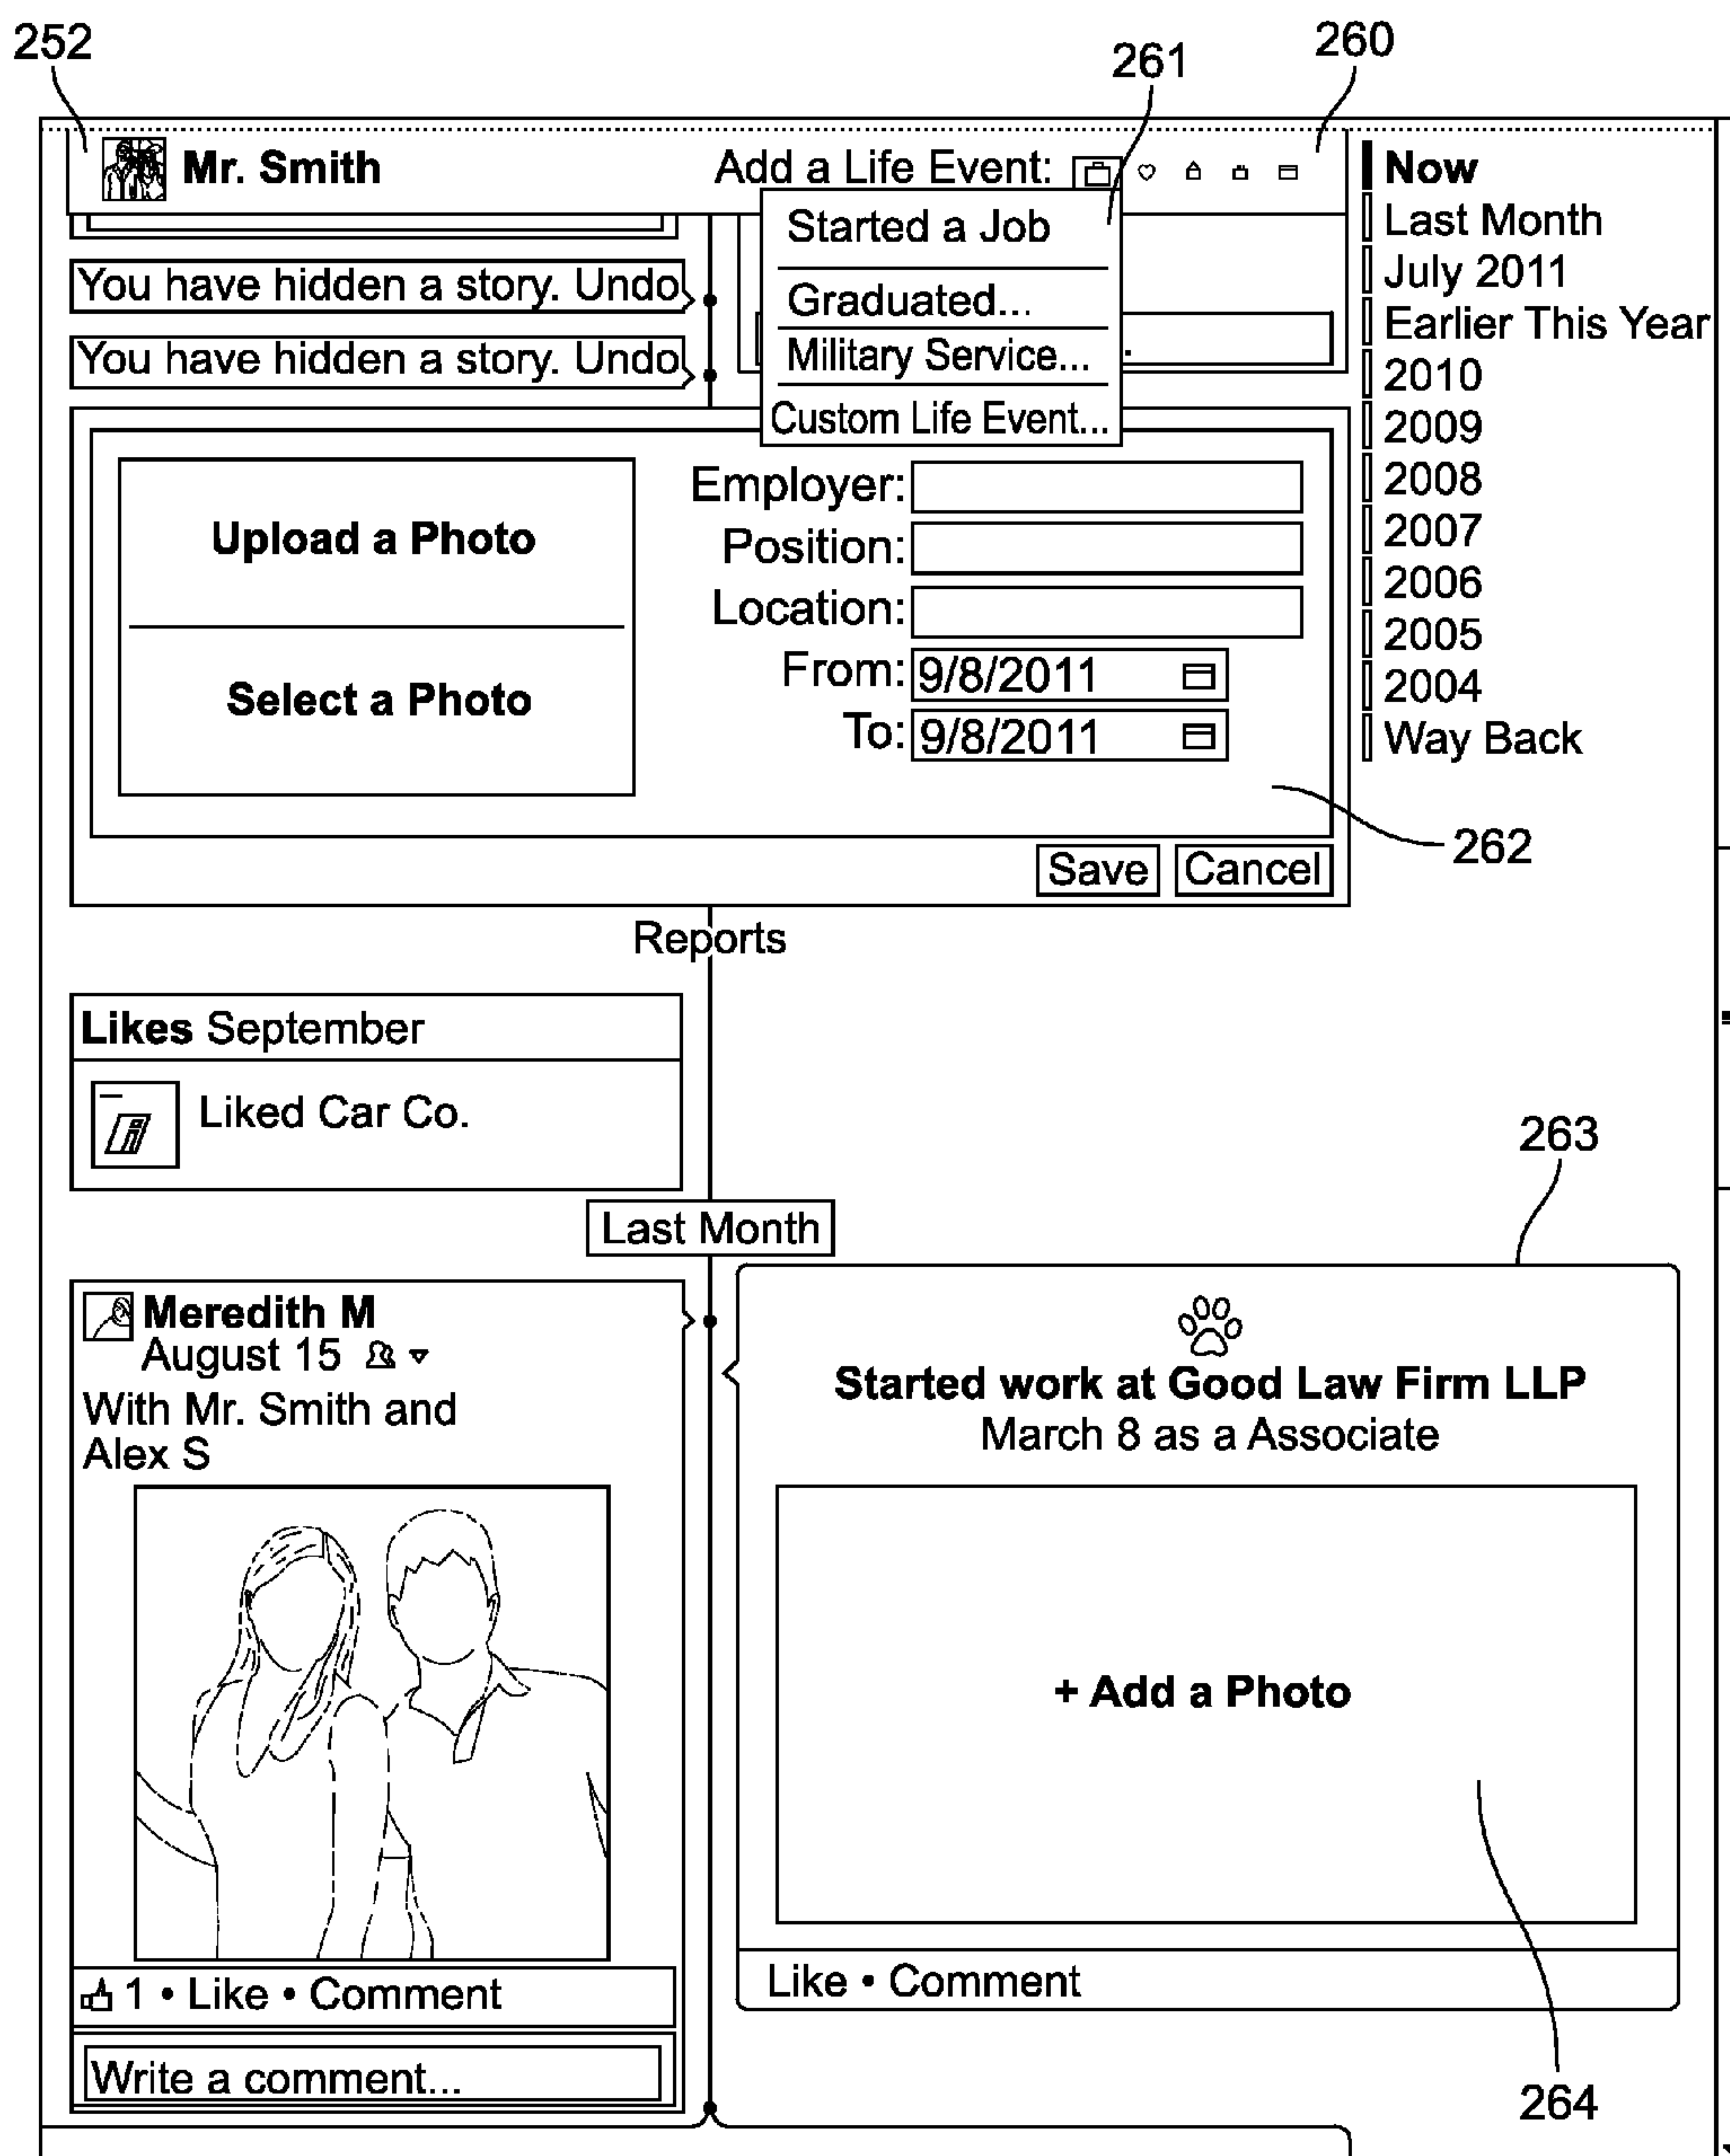 252
261
260
Mr. Smith
Add a Life Event:
Started a Job
Graduated...
Military Service...
Custom Life Event...
Now
Last Month
July 2011
Earlier This Year
2010
2009
2008
2007
2006
2005
2004
Way Back
You have hidden a story. Undo
You have hidden a story. Undo
Upload a Photo
Select a Photo
Employer:
Position:
Location:
From: 9/8/2011
To: 9/8/2011
262
Save Cancel
Reports
Likes September
Liked Car Co.
263
Last Month
Meredith M
August 15
With Mr. Smith and
Alex S
1 • Like • Comment
Write a comment...
Started work at Good Law Firm LLP
March 8 as a Associate
+ Add a Photo
Like • Comment
264